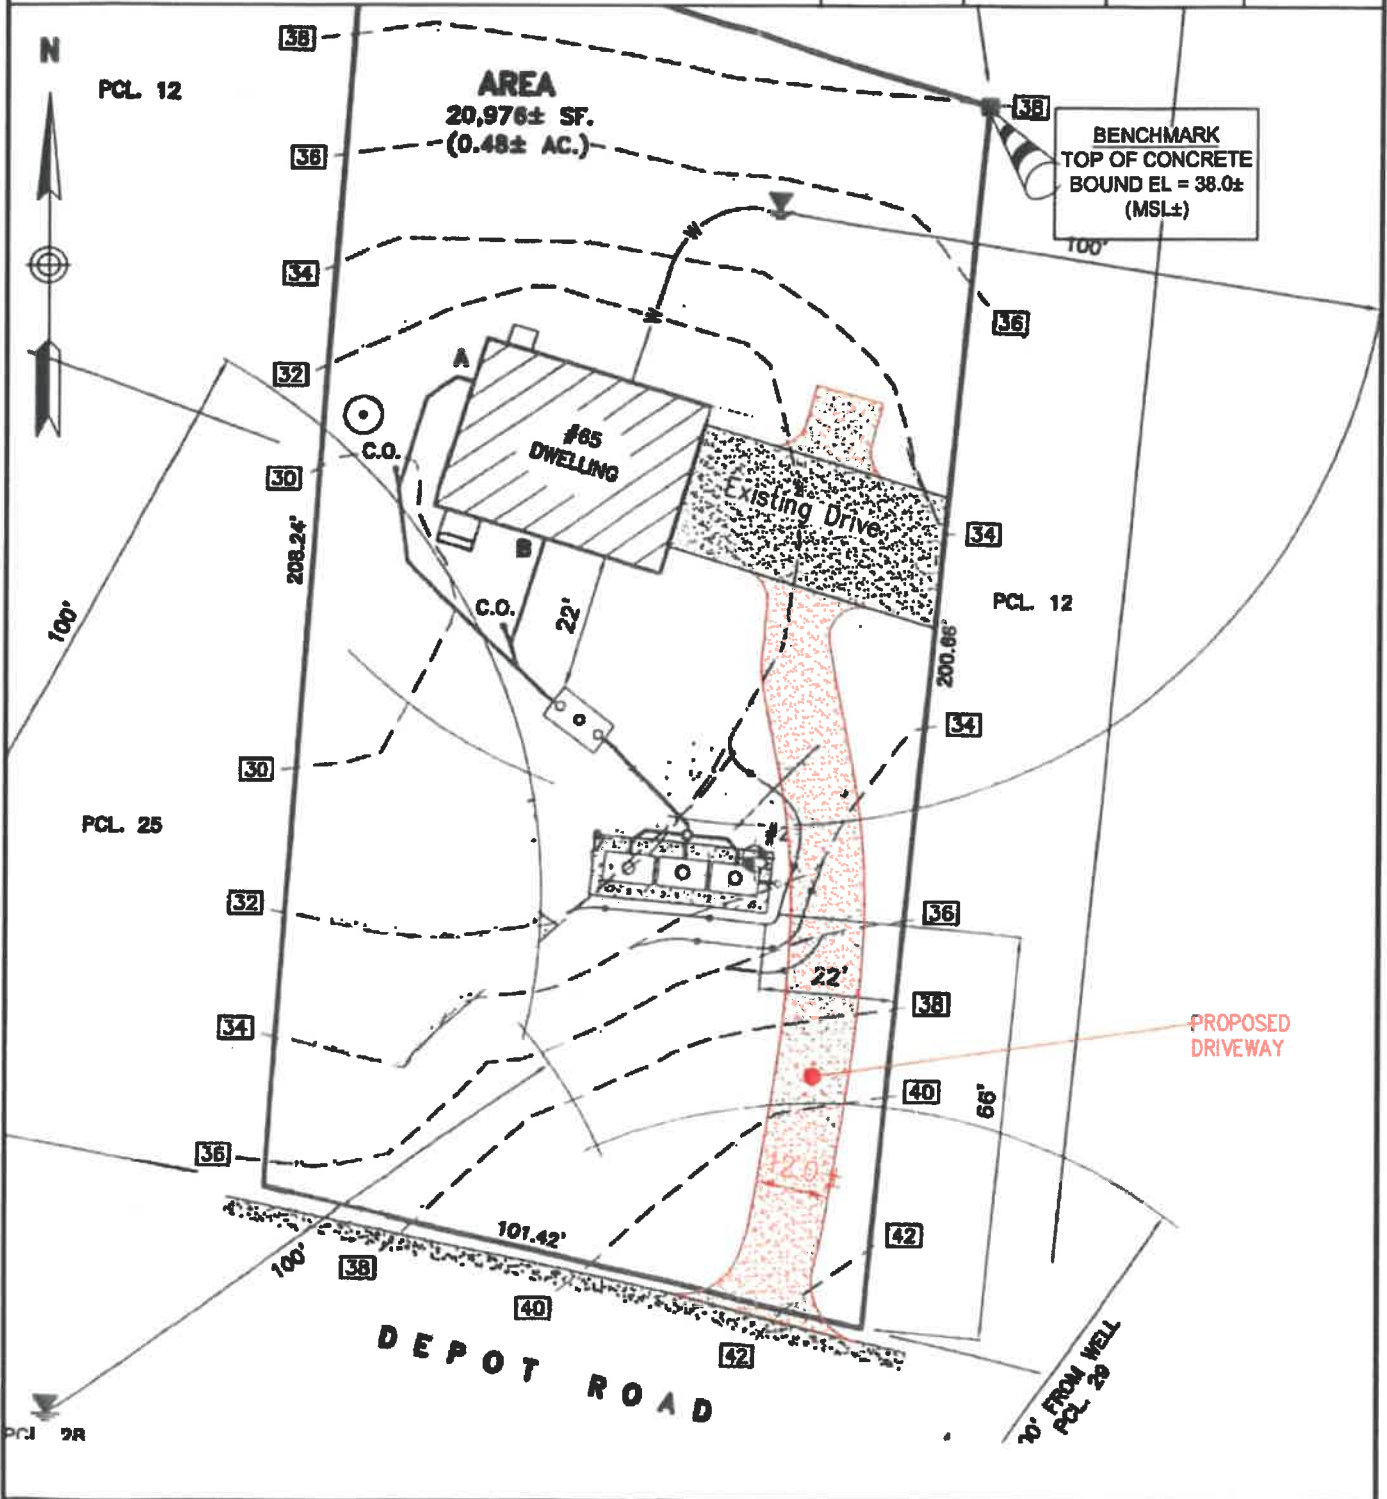 N
PCL. 12
38
AREA
20,976± SF.
(0.48± AC.)
38
BENCHMARK
TOP OF CONCRETE
BOUND EL = 38.0±
(MSL±)
100'
36
W
34
W
36
32
A
#65
DWELLING
C.O.
30
Existing Drive
34
208.24'
B
PCL. 12
C.O.
22'
100'
200.66'
34
30
PCL. 25
32
36
22'
38
34
PROPOSED
DRIVEWAY
40
66'
36
101.42'
42
100'
38
40
42
DEPOT ROAD
FROM WELL
PCL. 29